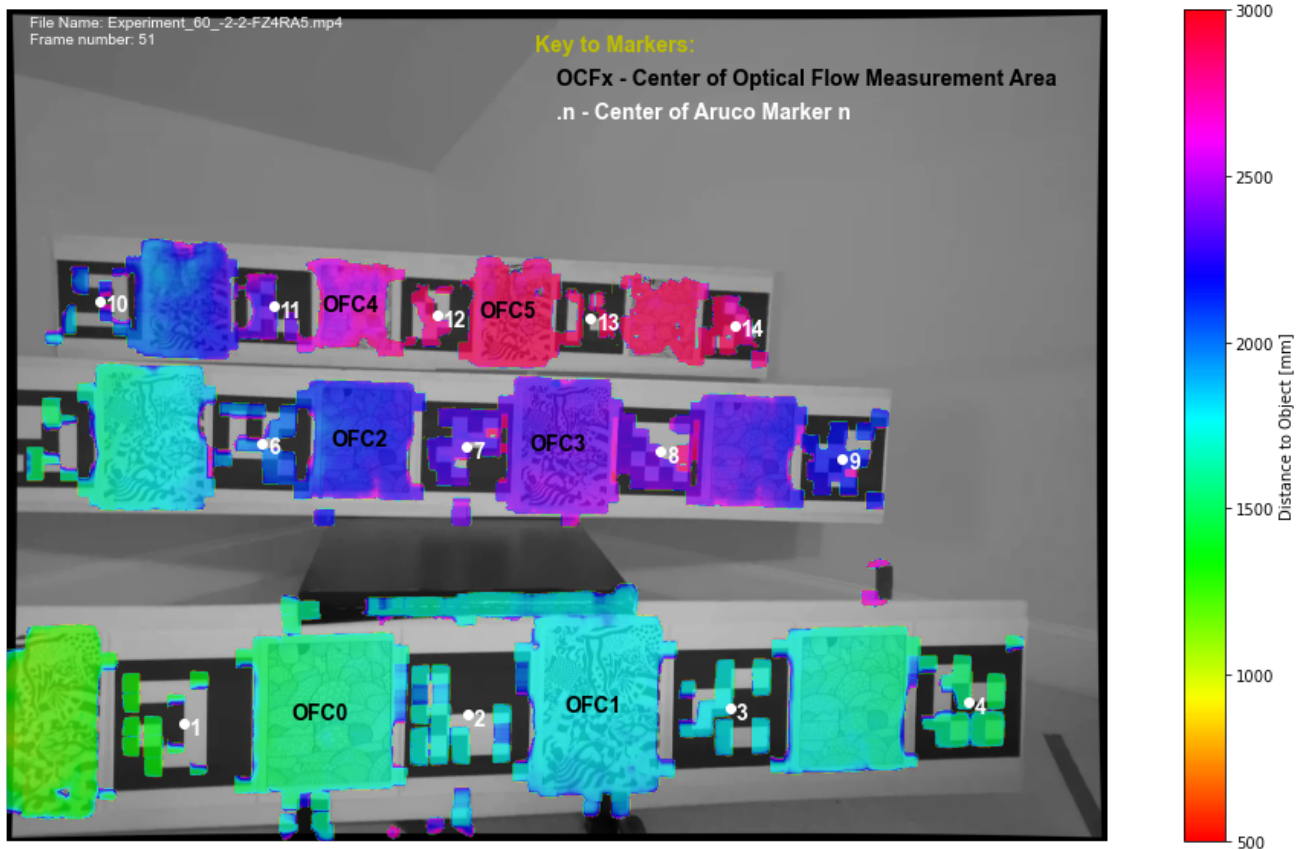 File Name: Experiment_60_-2-2-FZ4RA5.mp4
Frame number: 51
Key to Markers:
OCFx - Center of Optical Flow Measurement Area
.n - Center of Aruco Marker n
10
11
OFC4
12
OFC5
13
14
6
OFC2
7
OFC3
8
9
1
OFC0
2
OFC1
3
4
3000
2500
2000
1500
1000
500
Distance to Object [mm]